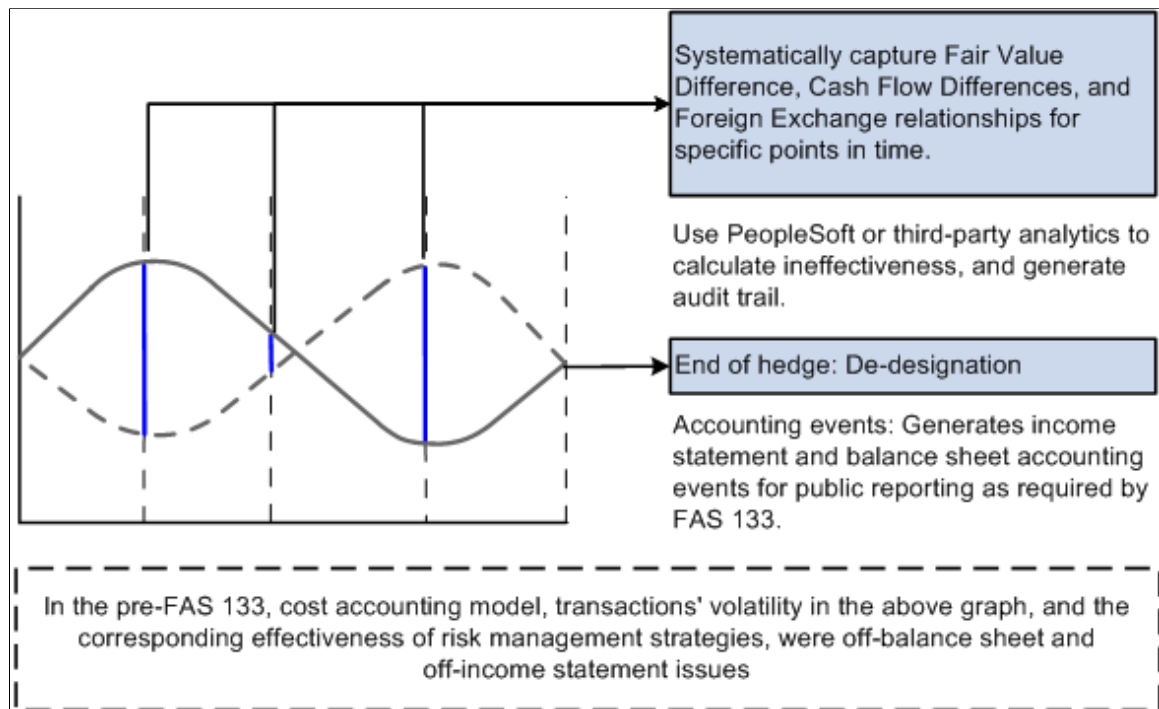 Systematically capture Fair Value
Difference, Cash Flow Differences, and
Foreign Exchange relationships for
specific points in time.
Use PeopleSoft or third-party analytics to
calculate ineffectiveness, and generate
audit trail.
End of hedge: De-designation
Accounting events: Generates income
statement and balance sheet accounting
events for public reporting as required by
FAS 133.
In the pre-FAS 133, cost accounting model, transactions' volatility in the above graph, and the
corresponding effectiveness of risk management strategies, were off-balance sheet and
off-income statement issues